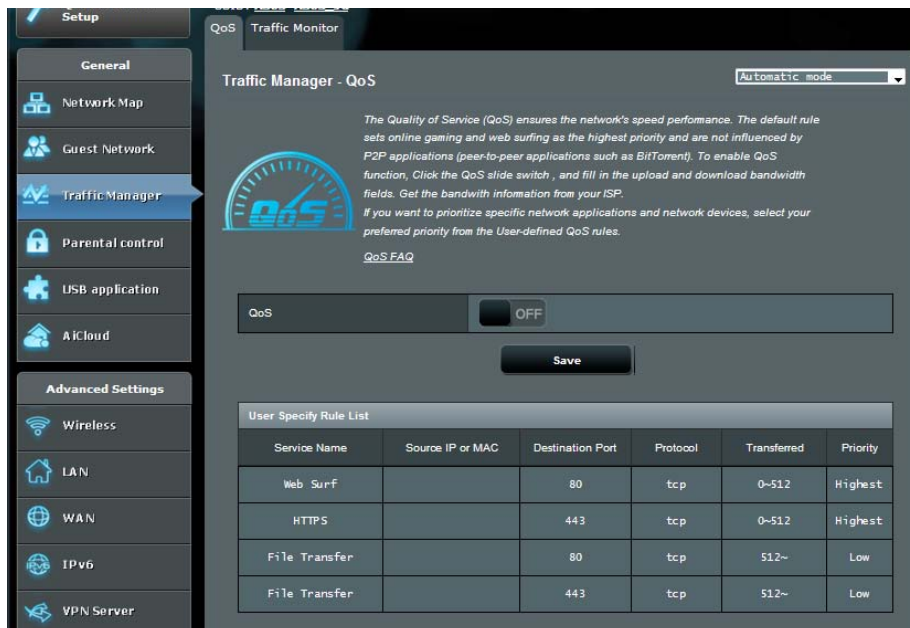 Setup
QoS Traffic Monitor
General
Network Map
Guest Network
Traffic Manager
Parental control
USB application
AiCloud
Advanced Settings
Wireless
LAN
WAN
IPv6
VPN Server
Traffic Manager - QoS
Automatic mode
QoS
The Quality of Service (QoS) ensures the network's speed performance. The default rule
sets online gaming and web surfing as the highest priority and are not influenced by
P2P applications (peer-to-peer applications such as BitTorrent). To enable QoS
function, Click the QoS slide switch , and fill in the upload and download bandwidth
fields. Get the bandwith information from your ISP.
If you want to prioritize specific network applications and network devices, select your
preferred priority from the User-defined QoS rules.
QoS FAQ
QoS OFF
Save
User Specify Rule List
Service Name Source IP or MAC Destination Port Protocol Transferred Priority
Web Surf 80 tcp 0~512 Highest
HTTPS 443 tcp 0~512 Highest
File Transfer 80 tcp 512~ Low
File Transfer 443 tcp 512~ Low